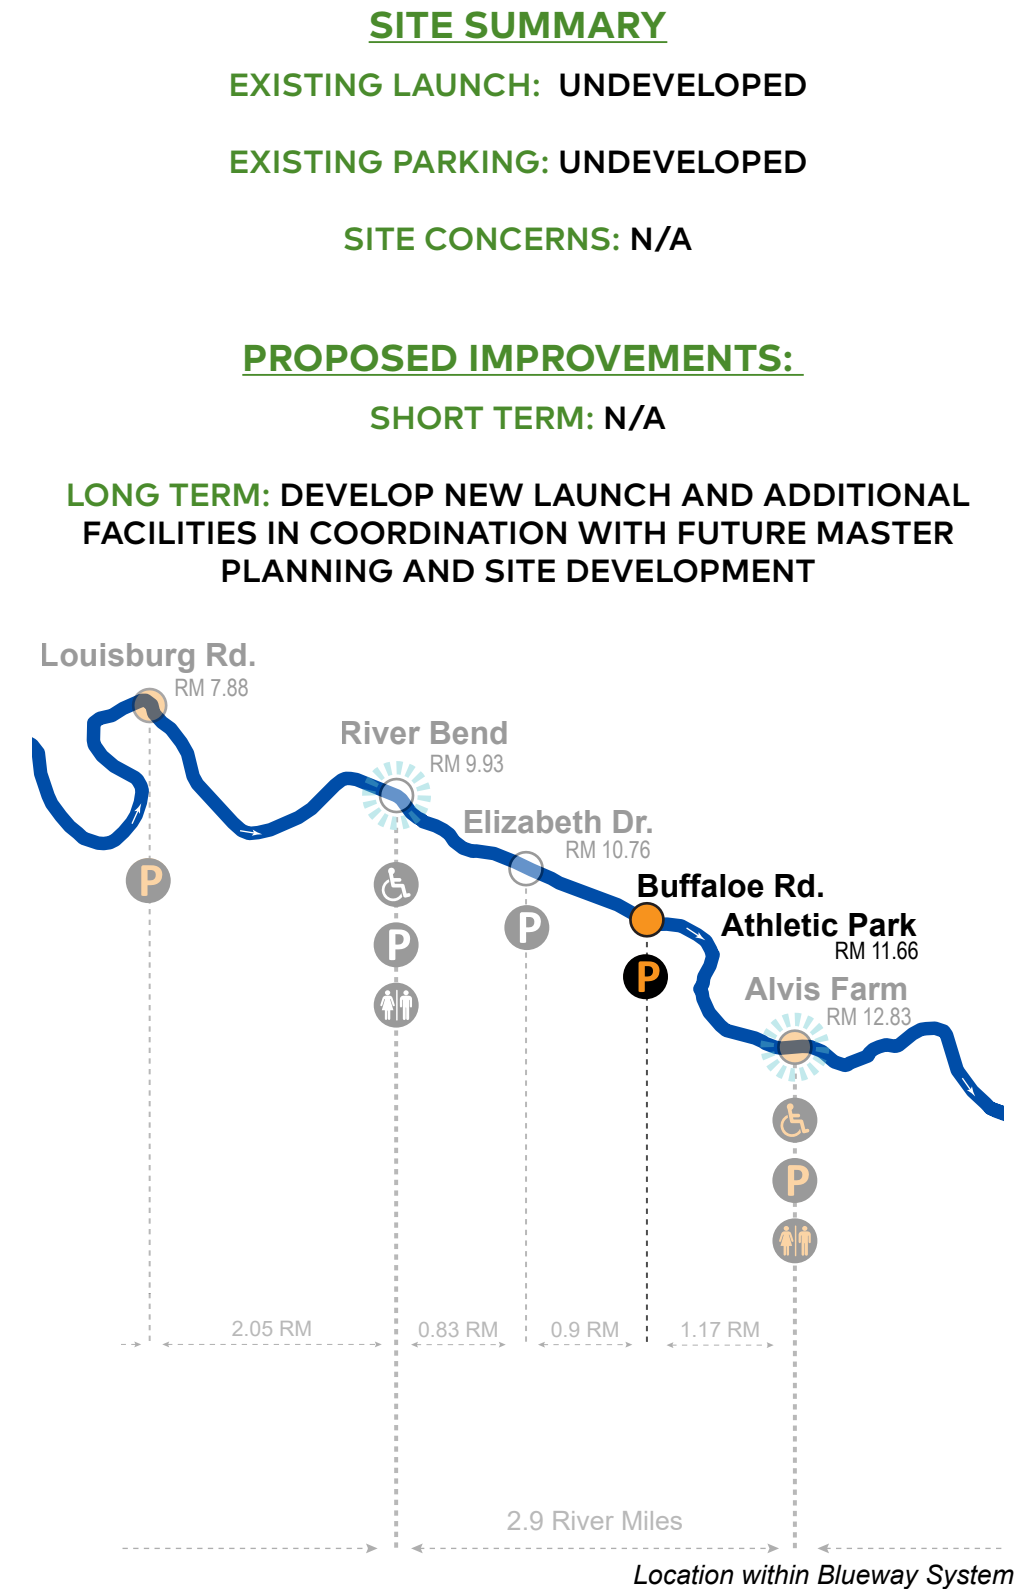 SITE SUMMARY
EXISTING LAUNCH: UNDEVELOPED
EXISTING PARKING: UNDEVELOPED
SITE CONCERNS: N/A
PROPOSED IMPROVEMENTS:
SHORT TERM: N/A
LONG TERM: DEVELOP NEW LAUNCH AND ADDITIONAL
FACILITIES IN COORDINATION WITH FUTURE MASTER
PLANNING AND SITE DEVELOPMENT
Louisburg Rd.
RM 7.88
River Bend
RM 9.93
Elizabeth Dr.
RM 10.76
Buffaloe Rd.
Athletic Park
RM 11.66
Alvis Farm
RM 12.83
P
P
P
P
P
2.05 RM
0.83 RM
0.9 RM
1.17 RM
2.9 River Miles
Location within Blueway System